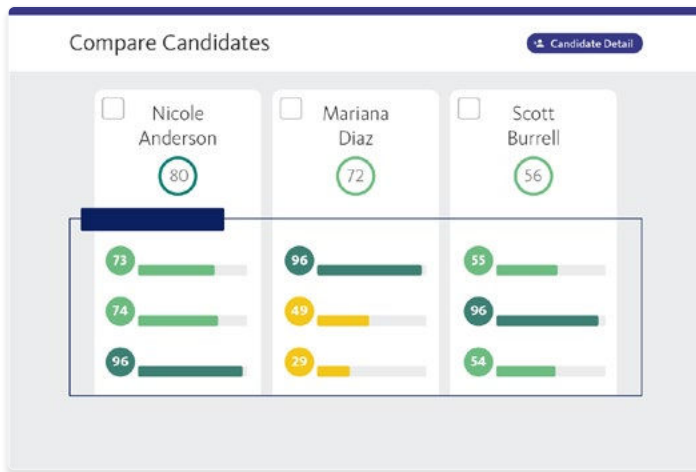 Compare Candidates
Candidate Detail
Nicole
Anderson
80
Mariana
Diaz
72
Scott
Burrell
56
73
96
55
74
49
96
96
29
54